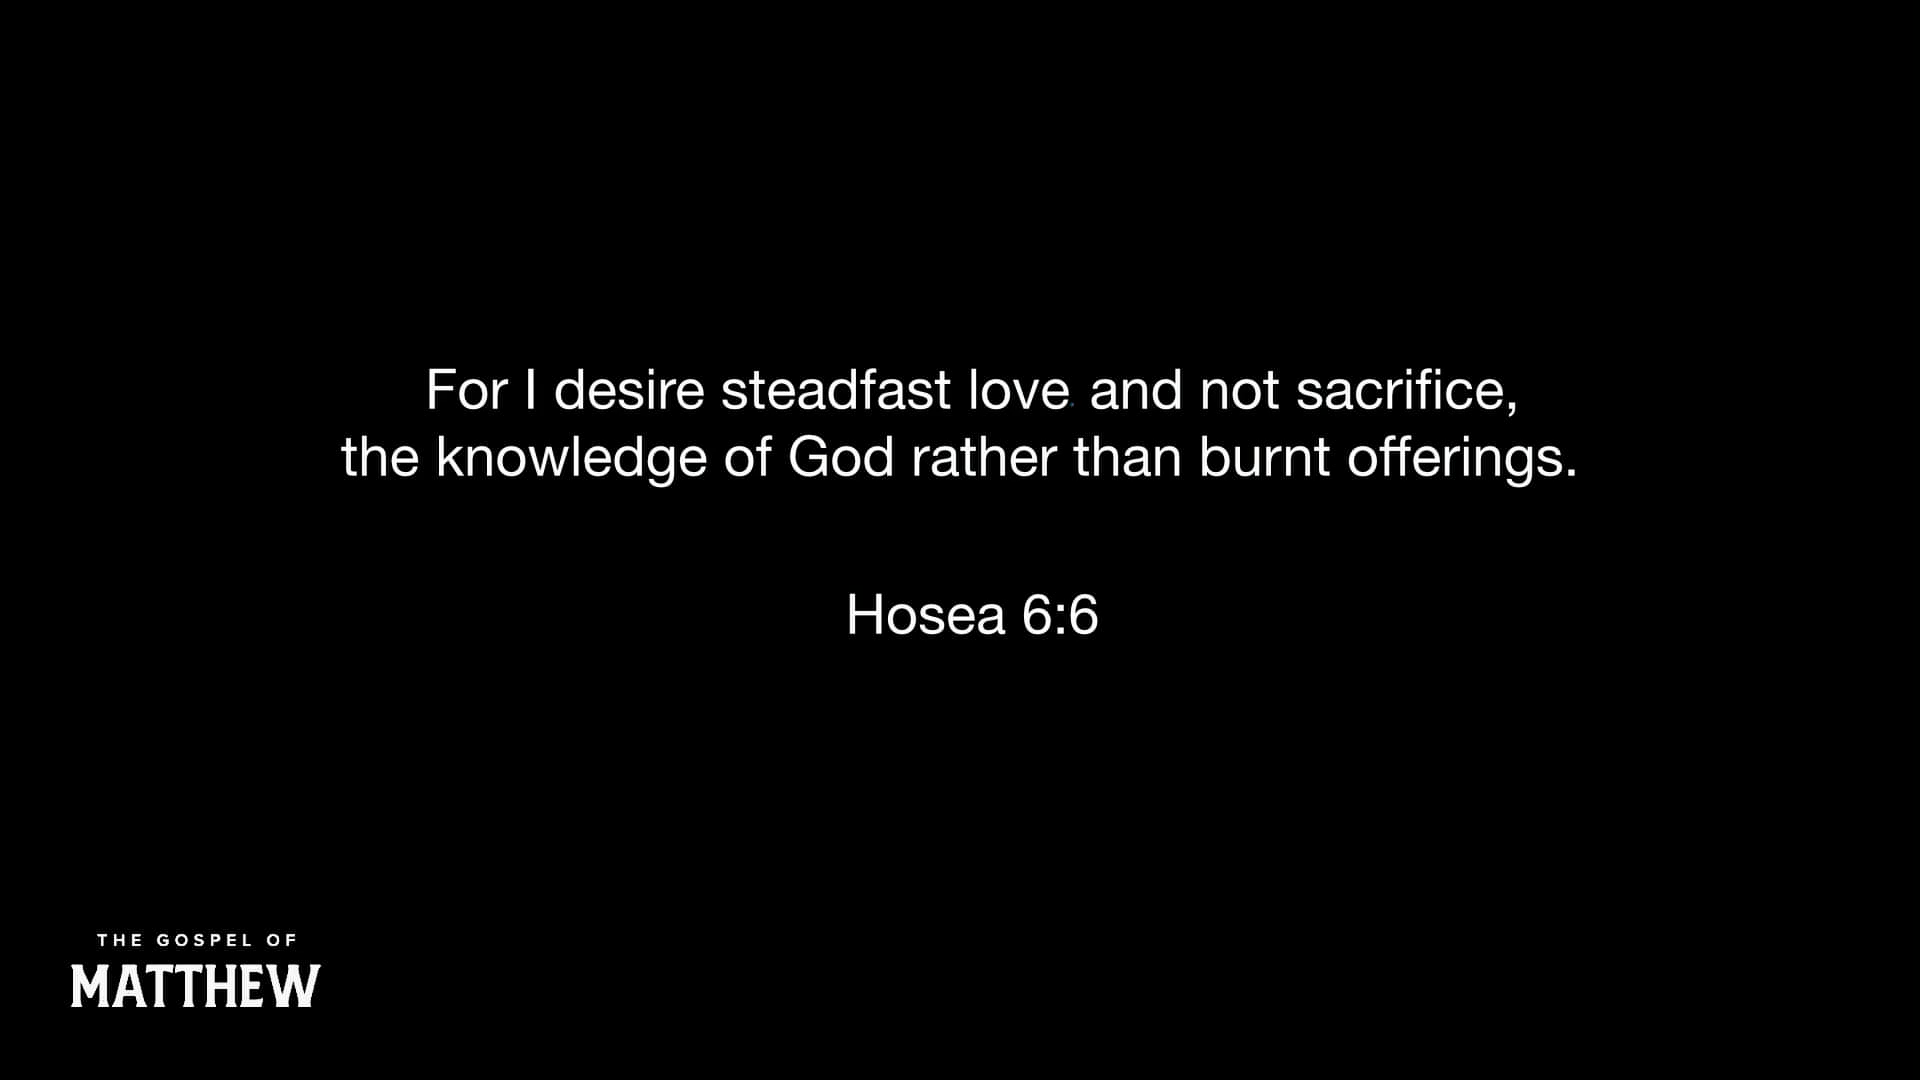 For I desire steadfast love and not sacrifice,
the knowledge of God rather than burnt offerings.
Hosea 6:6
THE GOSPEL OF
MATTHEW